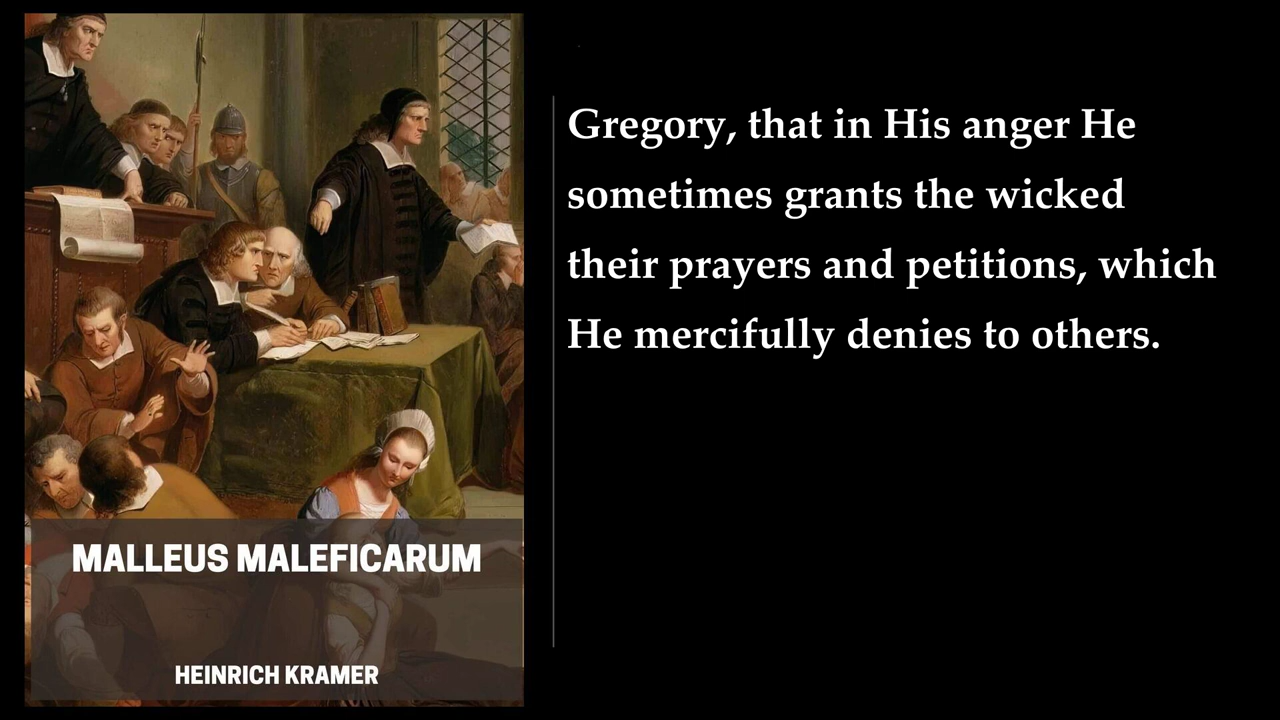 Gregory, that in His anger He
sometimes grants the wicked
their prayers and petitions, which
He mercifully denies to others.
MALLEUS MALEFICARUM
HEINRICH KRAMER